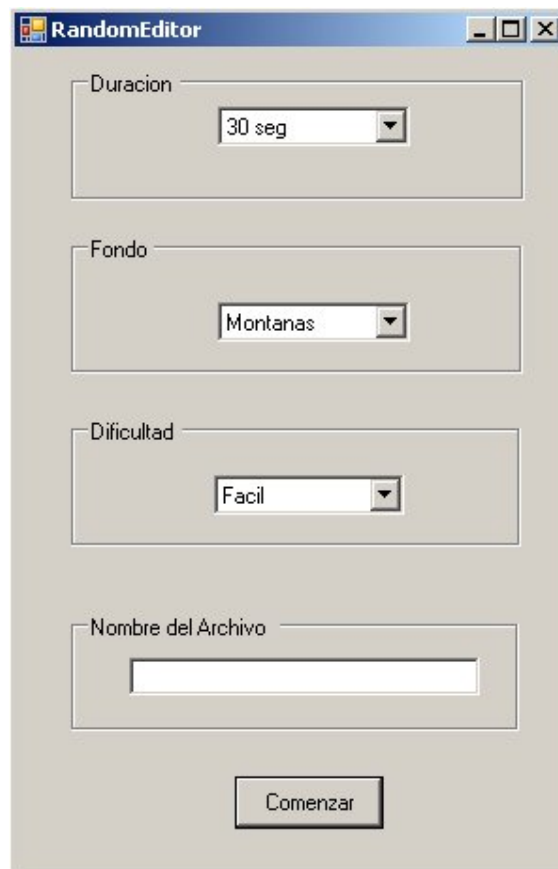 RandomEditor
Duracion
30 seg
Fondo
Montanas
Dificultad
Facil
Nombre del Archivo
Comenzar